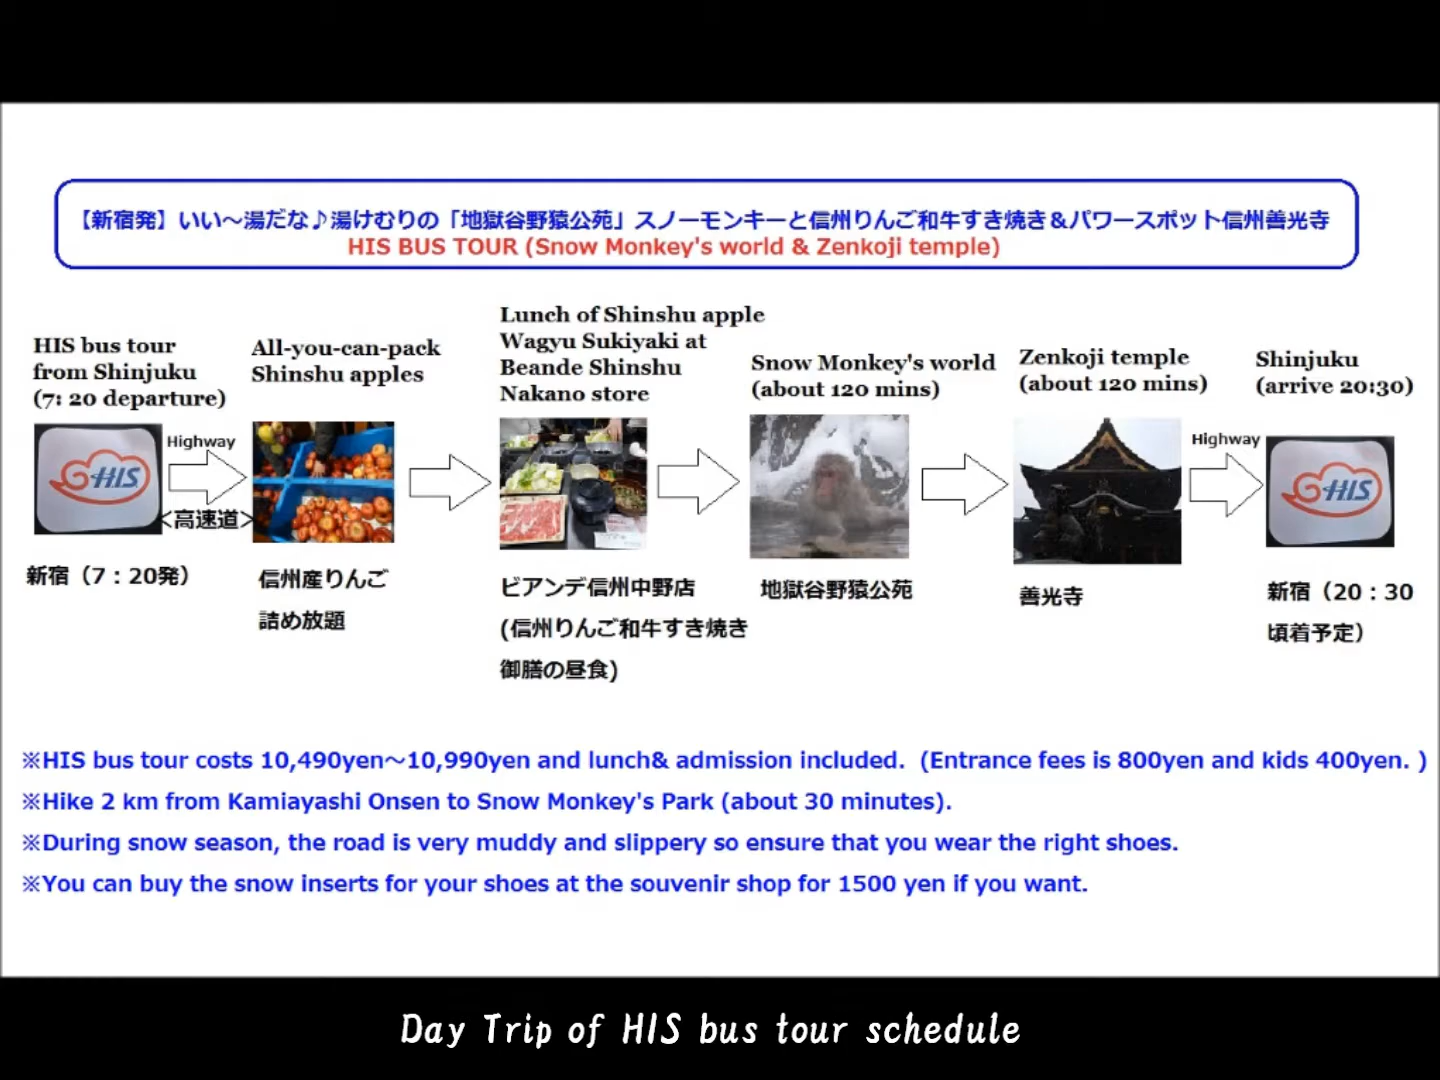 【新宿発】いい～湯だな♪湯けむりの「地獄谷野猿公苑」スノーモンキーと信州りんご和牛すき焼き＆パワースポット信州善光寺
HIS BUS TOUR (Snow Monkey's world & Zenkoji temple)
HIS bus tour
from Shinjuku
(7: 20 departure)
Highway
HIS
<高速道>
新宿（7：20発）
All-you-can-pack
Shinshu apples
信州産りんご
詰め放題
Lunch of Shinshu apple
Wagyu Sukiyaki at
Beande Shinshu
Nakano store
ビアンデ信州中野店
(信州りんご和牛すき焼き
御膳の昼食)
Snow Monkey's world
(about 120 mins)
地獄谷野猿公苑
Zenkoji temple
(about 120 mins)
善光寺
Highway
Shinjuku
(arrive 20:30)
HIS
新宿（20：30
頃着予定）
※HIS bus tour costs 10,490yen～10,990yen and lunch& admission included. (Entrance fees is 800yen and kids 400yen. )
※Hike 2 km from Kamiayashi Onsen to Snow Monkey's Park (about 30 minutes).
※During snow season, the road is very muddy and slippery so ensure that you wear the right shoes.
※You can buy the snow inserts for your shoes at the souvenir shop for 1500 yen if you want.
Day Trip of HIS bus tour schedule